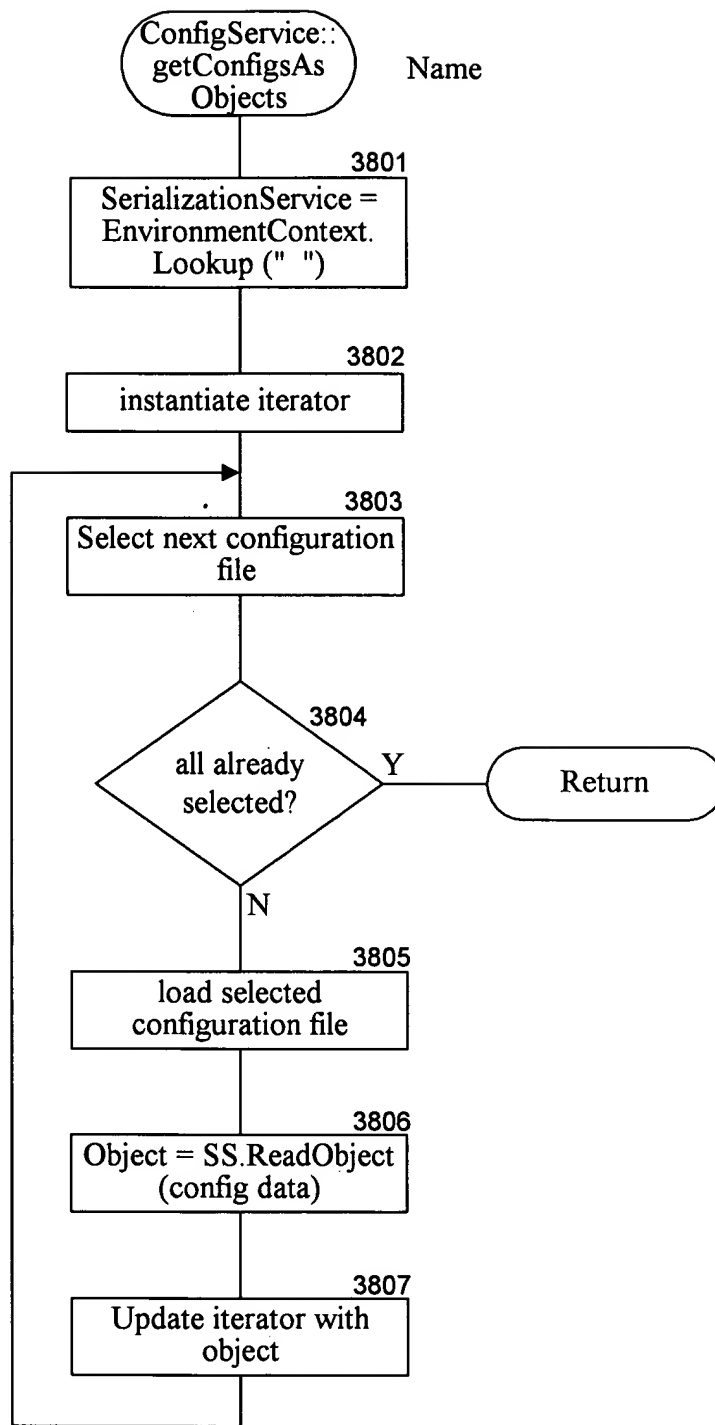 ConfigService::
getConfigsAs
Objects
Name
3801
SerializationService =
EnvironmentContext.
Lookup ("  ")
3802
instantiate iterator
3803
Select next configuration
file
3804
all already
selected?
Y
Return
N
3805
load selected
configuration file
3806
Object = SS.ReadObject
(config data)
3807
Update iterator with
object